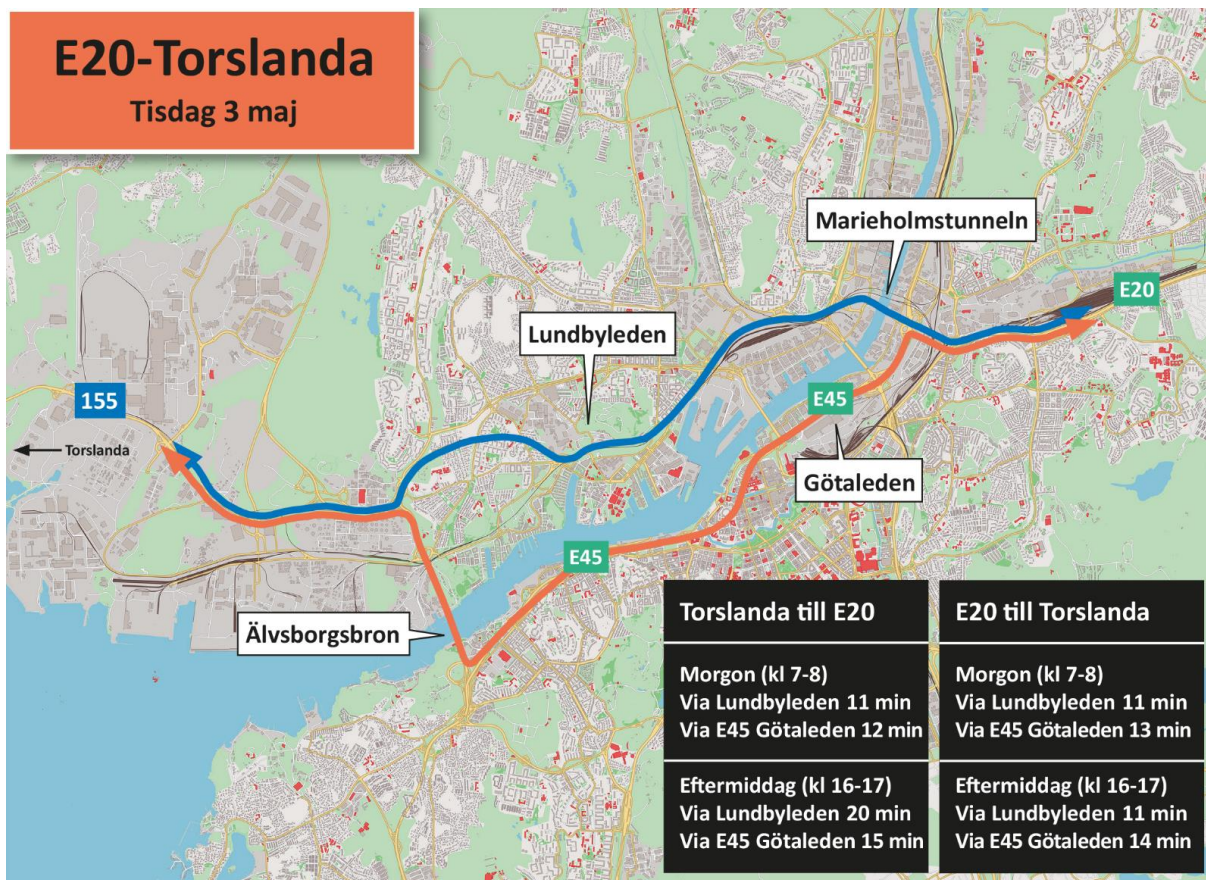 E20-Torslanda
Tisdag 3 maj
Marieholmstunneln
E20
Lundbyleden
155
E45
Torslanda
Götaleden
E45
Älvsborgsbron
Torslanda till E20
Morgon (kl 7-8)
Via Lundbyleden 11 min
Via E45 Götaleden 12 min
Eftermiddag (kl 16-17)
Via Lundbyleden 20 min
Via E45 Götaleden 15 min
E20 till Torslanda
Morgon (kl 7-8)
Via Lundbyleden 11 min
Via E45 Götaleden 13 min
Eftermiddag (kl 16-17)
Via Lundbyleden 11 min
Via E45 Götaleden 14 min